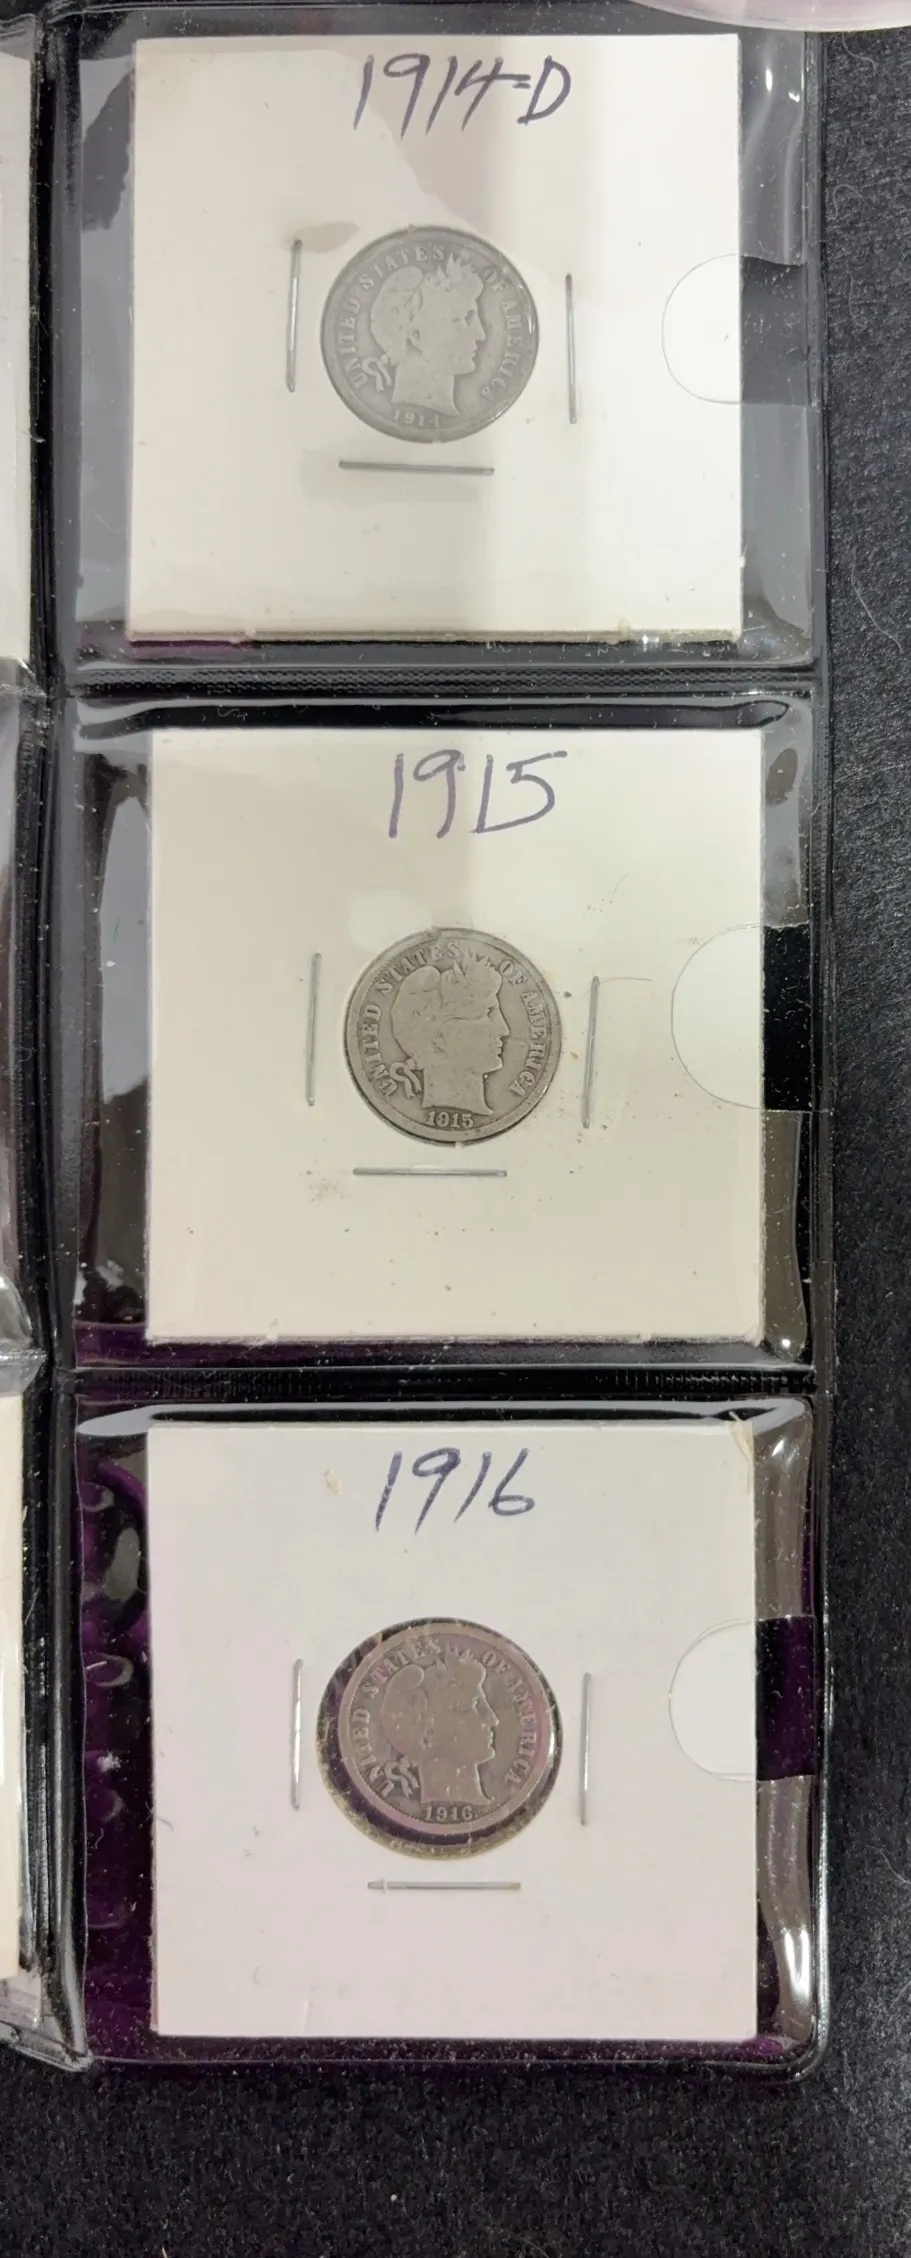 1914-D
UNITED STATES OF AMERICA
1914
1915
UNITED STATES OF AMERICA
1915
1916
UNITED STATES OF AMERICA
1916